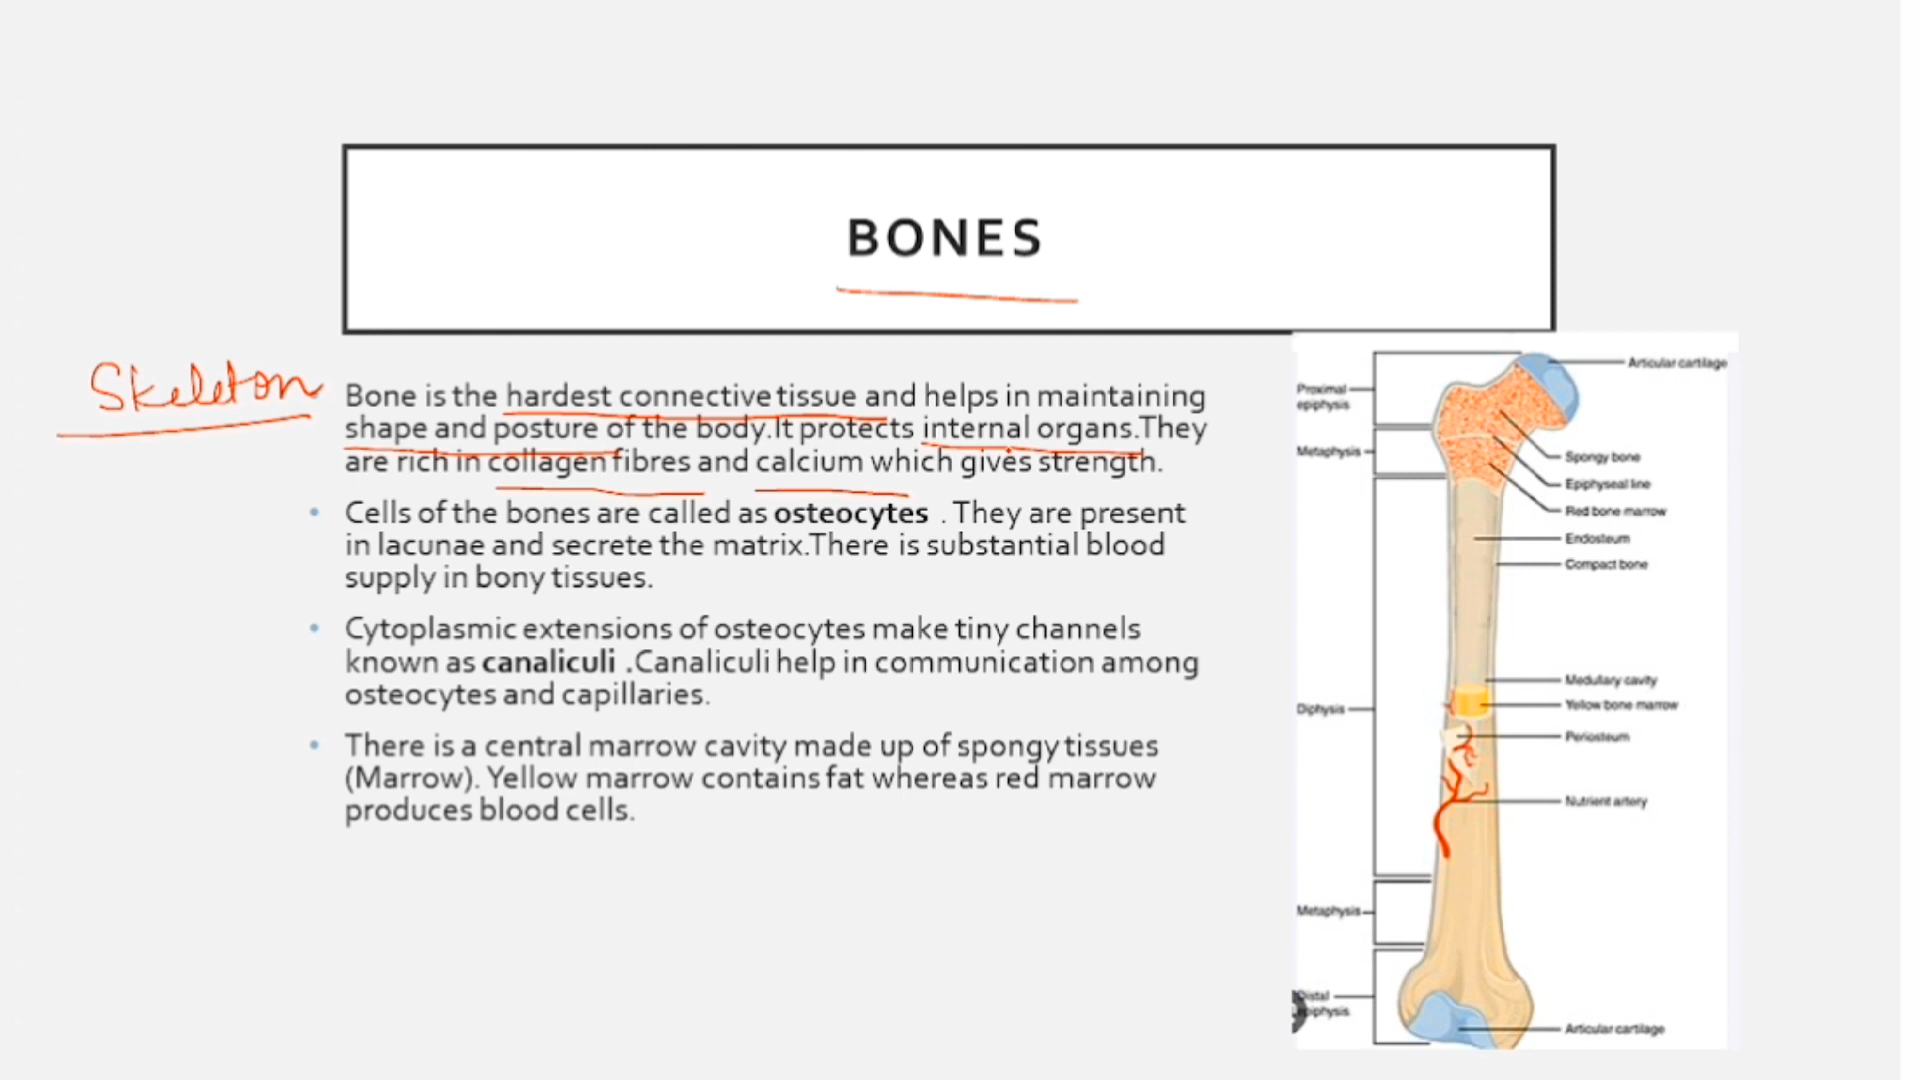 BONES
Skeleton
Bone is the hardest connective tissue and helps in maintaining
shape and posture of the body.It protects internal organs.They
are rich in collagen fibres and calcium which gives strength.
• Cells of the bones are called as osteocytes . They are present
in lacunae and secrete the matrix.There is substantial blood
supply in bony tissues.
• Cytoplasmic extensions of osteocytes make tiny channels
known as canaliculi .Canaliculi help in communication among
osteocytes and capillaries.
• There is a central marrow cavity made up of spongy tissues
(Marrow). Yellow marrow contains fat whereas red marrow
produces blood cells.
Proximal
epiphysis
Metaphysis
Diphysis
Metaphysis
Distal
epiphysis
Articular cartilage
Spongy bone
Epiphyseal line
Red bone marrow
Endosteum
Compact bone
Medullary cavity
Yellow bone marrow
Periosteum
Nutrient artery
Articular cartilage